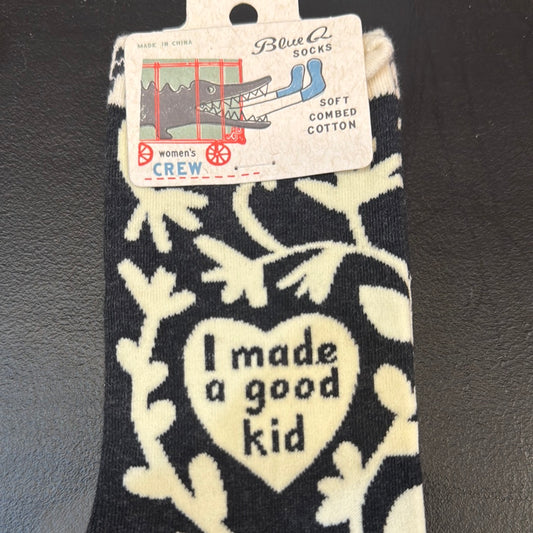 MADE IN CHINA
Blue Q
SOCKS
SOFT
COMBED
COTTON
women's
CREW
I made
a good
kid